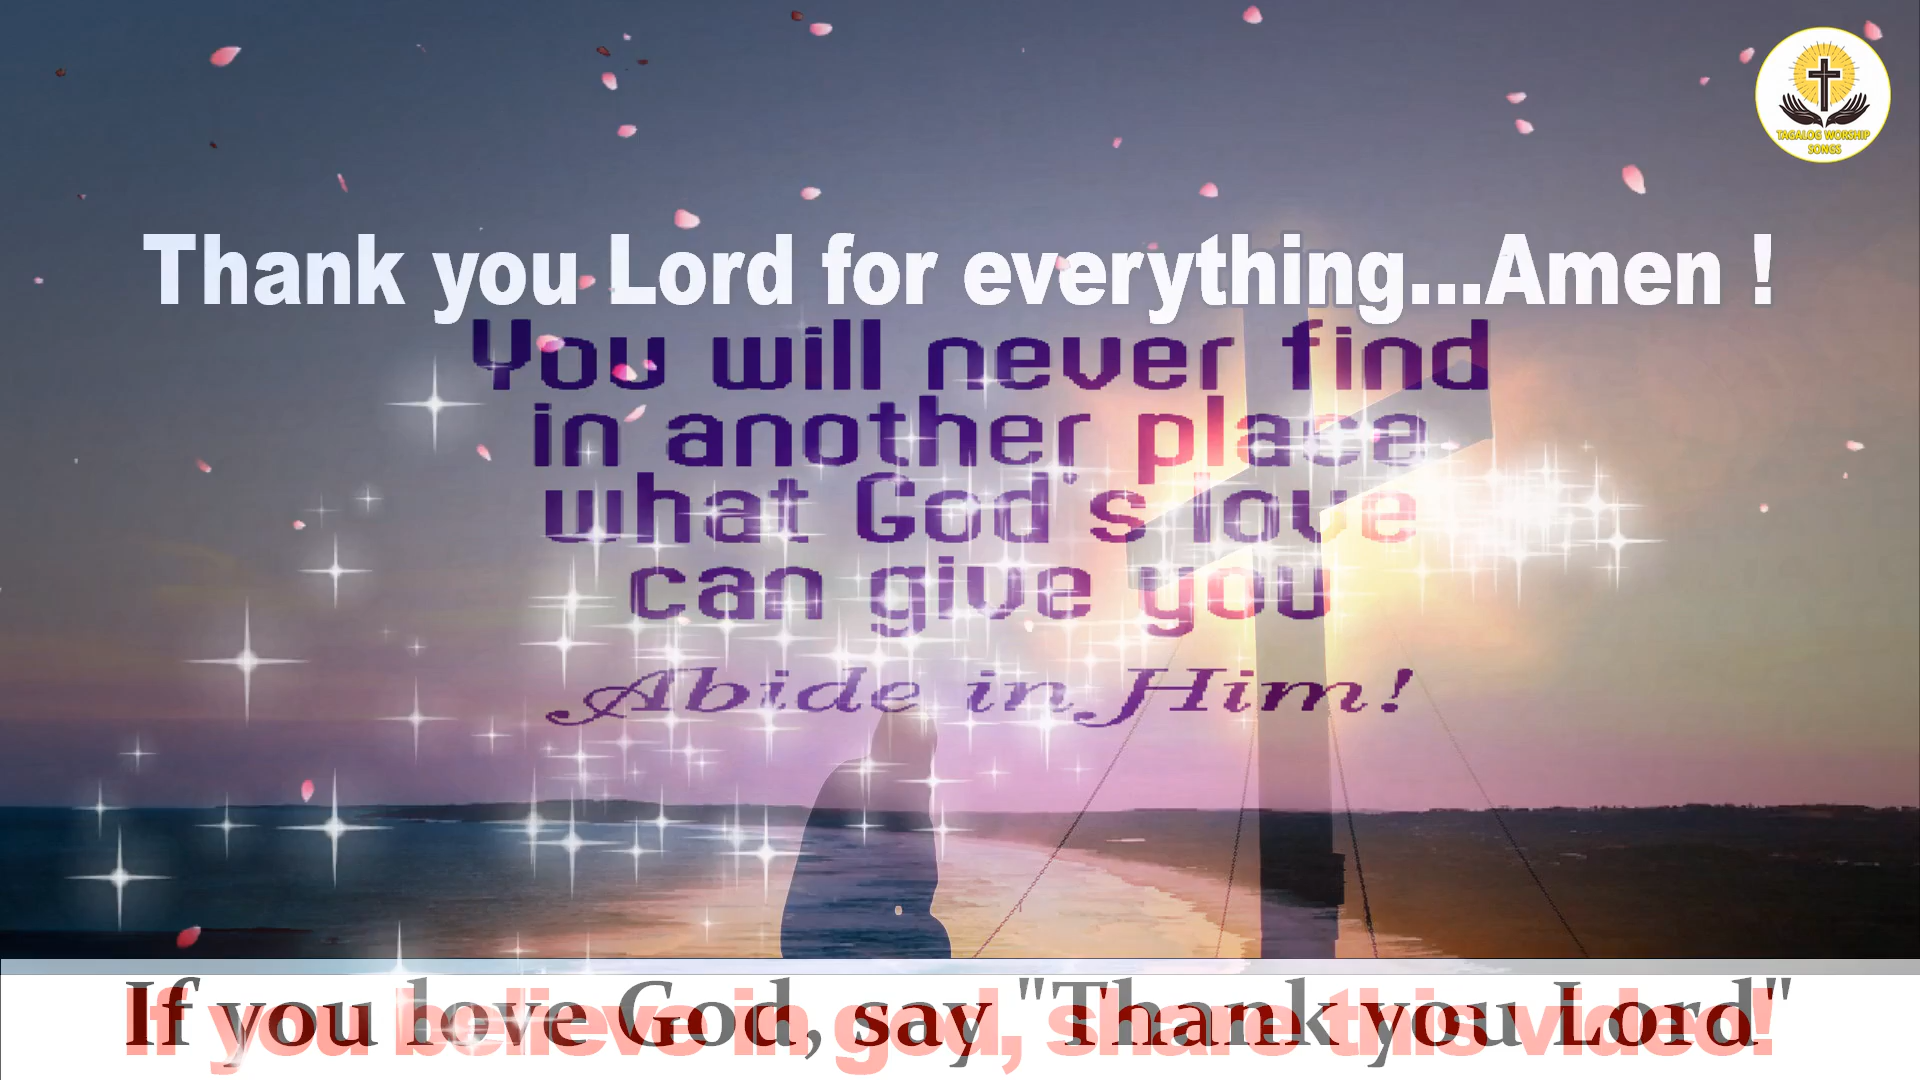 TAGALOG WORSHIP
SONGS
Thank you Lord for everything...Amen !
You will never find
in another place
what God's love
can give you
Abide in Him!
If you love God, say "Thank you Lord"
If you believe in god, share this video!